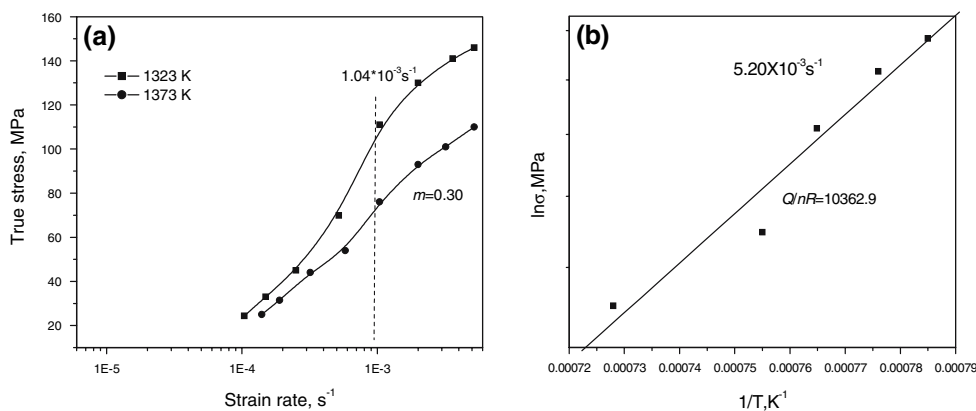 (a)
160
140
120
100
80
60
40
20
1E-5
1E-4
1E-3
True stress, MPa
Strain rate, s⁻¹
1323 K
1373 K
1.04*10⁻³s⁻¹
m=0.30
(b)
5.20X10⁻³s⁻¹
Q/nR=10362.9
lnσ,MPa
0.00072 0.00073 0.00074 0.00075 0.00076 0.00077 0.00078 0.00079
1/T,K⁻¹